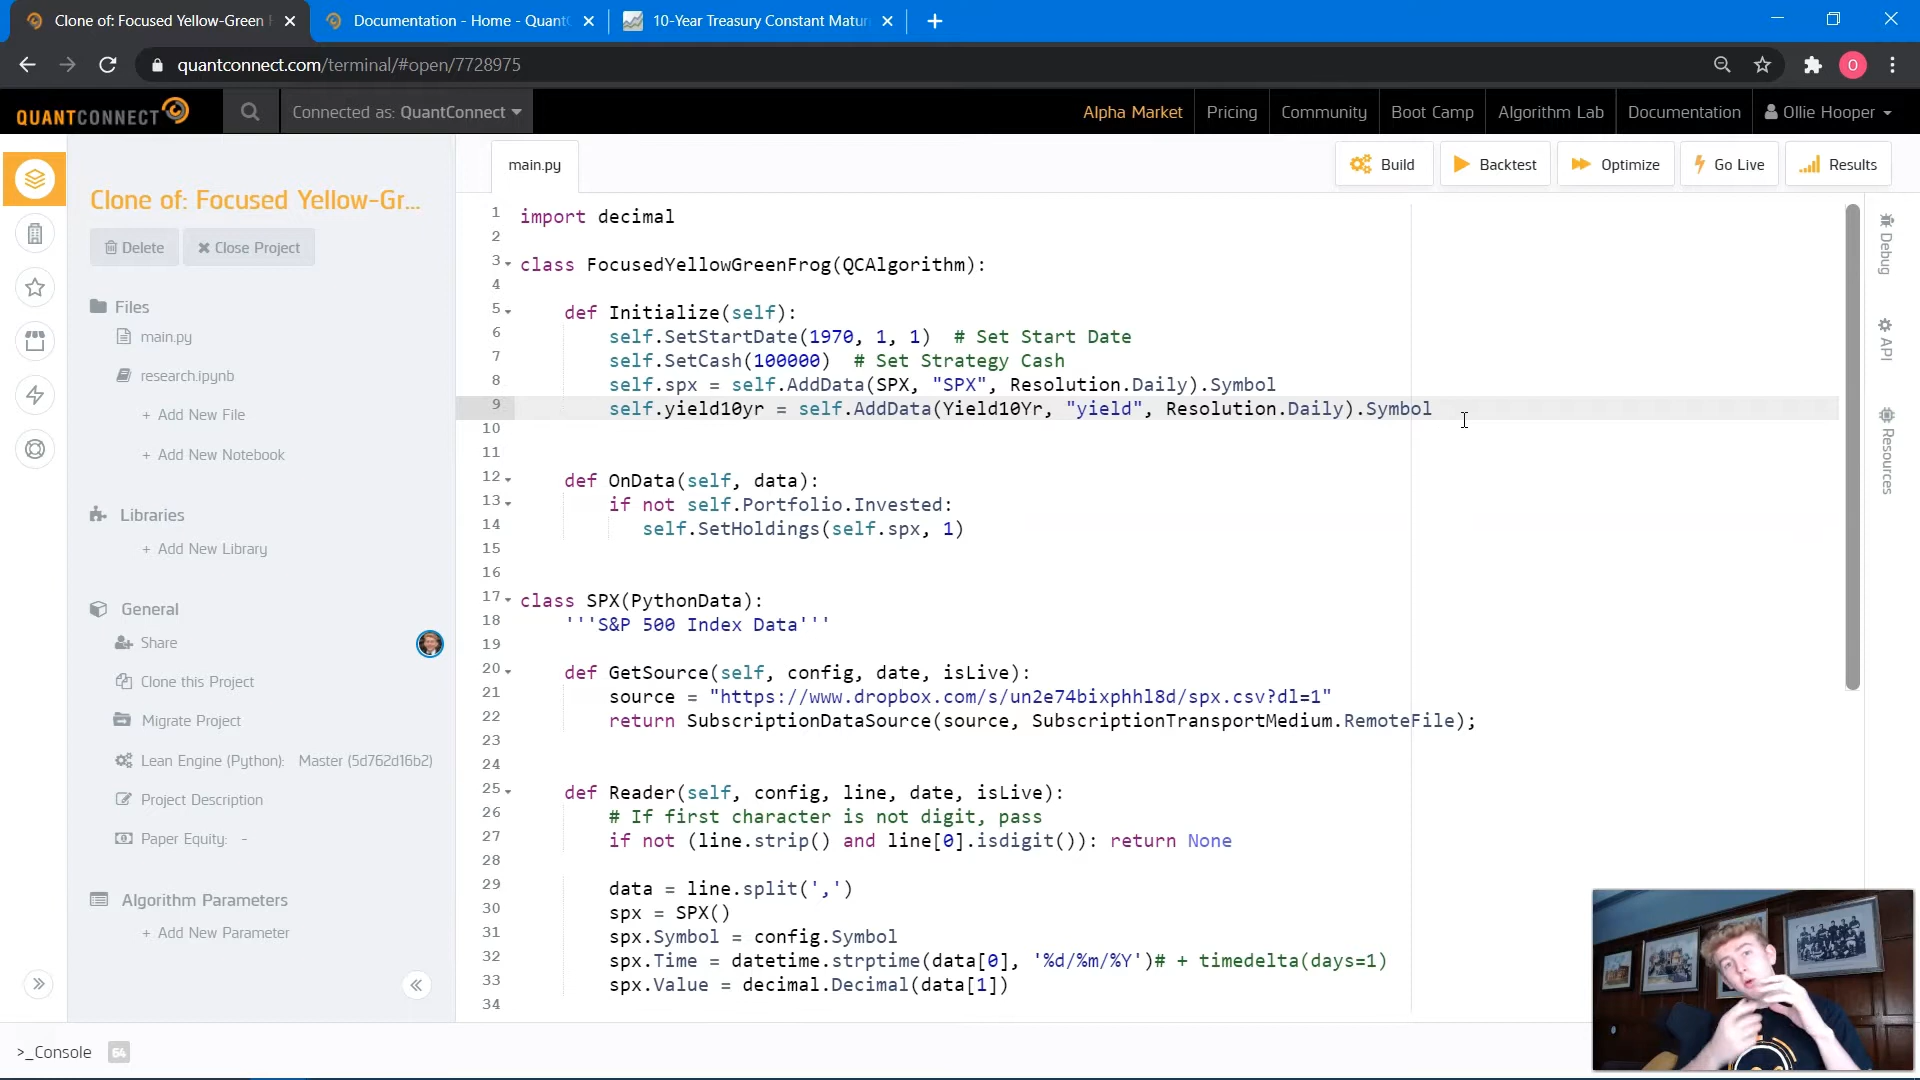 Clone of: Focused Yellow-Green
Documentation - Home - Quant
10-Year Treasury Constant Matur
quantconnect.com/terminal/#open/7728975
O
QUANTCONNECT
Connected as: QuantConnect
Alpha Market
Pricing
Community
Boot Camp
Algorithm Lab
Documentation
Ollie Hooper
Clone of: Focused Yellow-Gr...
Delete
Close Project
Files
main.py
research.ipynb
+ Add New File
+ Add New Notebook
Libraries
+ Add New Library
General
Share
Clone this Project
Migrate Project
Lean Engine (Python): Master (5d762d16b2)
Project Description
Paper Equity: -
Algorithm Parameters
+ Add New Parameter
main.py
Build
Backtest
Optimize
Go Live
Results
1 import decimal
2
3 class FocusedYellowGreenFrog(QCAlgorithm):
4
5 def Initialize(self):
6 self.SetStartDate(1970, 1, 1)  # Set Start Date
7 self.SetCash(100000)  # Set Strategy Cash
8 self.spx = self.AddData(SPX, "SPX", Resolution.Daily).Symbol
9 self.yield10yr = self.AddData(Yield10Yr, "yield", Resolution.Daily).Symbol
10
11
12 def OnData(self, data):
13 if not self.Portfolio.Invested:
14 self.SetHoldings(self.spx, 1)
15
16
17 class SPX(PythonData):
18 '''S&P 500 Index Data'''
19
20 def GetSource(self, config, date, isLive):
21 source = "https://www.dropbox.com/s/un2e74bixphhl8d/spx.csv?dl=1"
22 return SubscriptionDataSource(source, SubscriptionTransportMedium.RemoteFile);
23
24
25 def Reader(self, config, line, date, isLive):
26 # If first character is not digit, pass
27 if not (line.strip() and line[0].isdigit()): return None
28
29 data = line.split(',')
30 spx = SPX()
31 spx.Symbol = config.Symbol
32 spx.Time = datetime.strptime(data[0], '%d/%m/%Y')# + timedelta(days=1)
33 spx.Value = decimal.Decimal(data[1])
34
Debug
API
Resources
>_Console 64